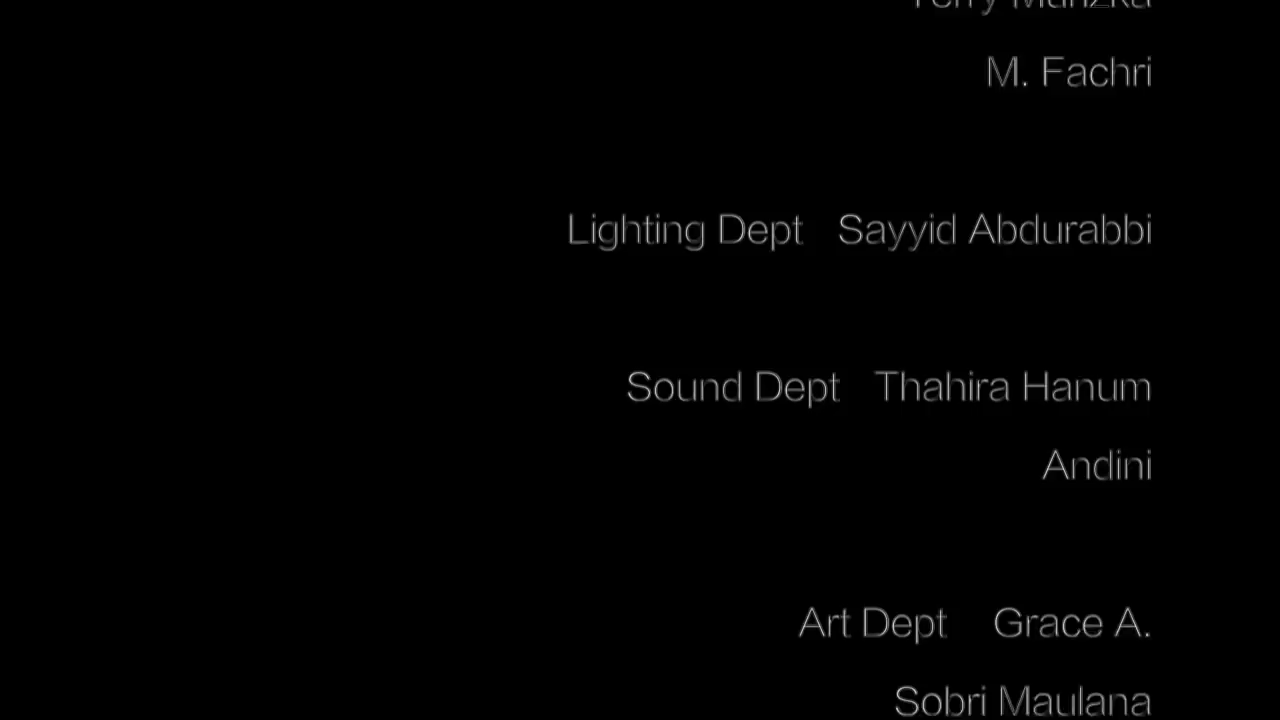 M. Fachri
Lighting Dept Sayyid Abdurabbi
Sound Dept Thahira Hanum
Andini
Art Dept Grace A.
Sobri Maulana